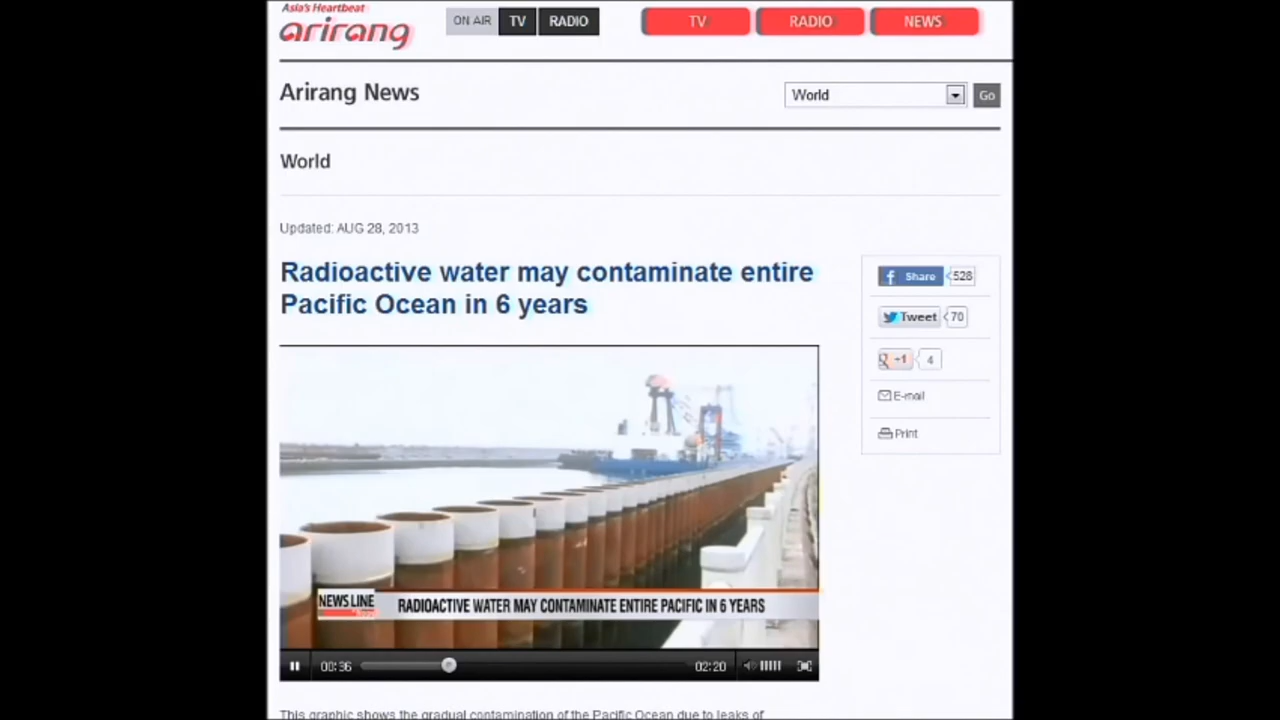 Asia's Heartbeat
arirang
ON AIR TV RADIO
TV RADIO NEWS
Arirang News
World Go
World
Updated: AUG 28, 2013
Radioactive water may contaminate entire
Pacific Ocean in 6 years
Share 528
Tweet 70
+1 4
E-mail
Print
NEWS LINE
RADIOACTIVE WATER MAY CONTAMINATE ENTIRE PACIFIC IN 6 YEARS
00:36 02:20
This graphic shows the gradual contamination of the Pacific Ocean due to leaks of